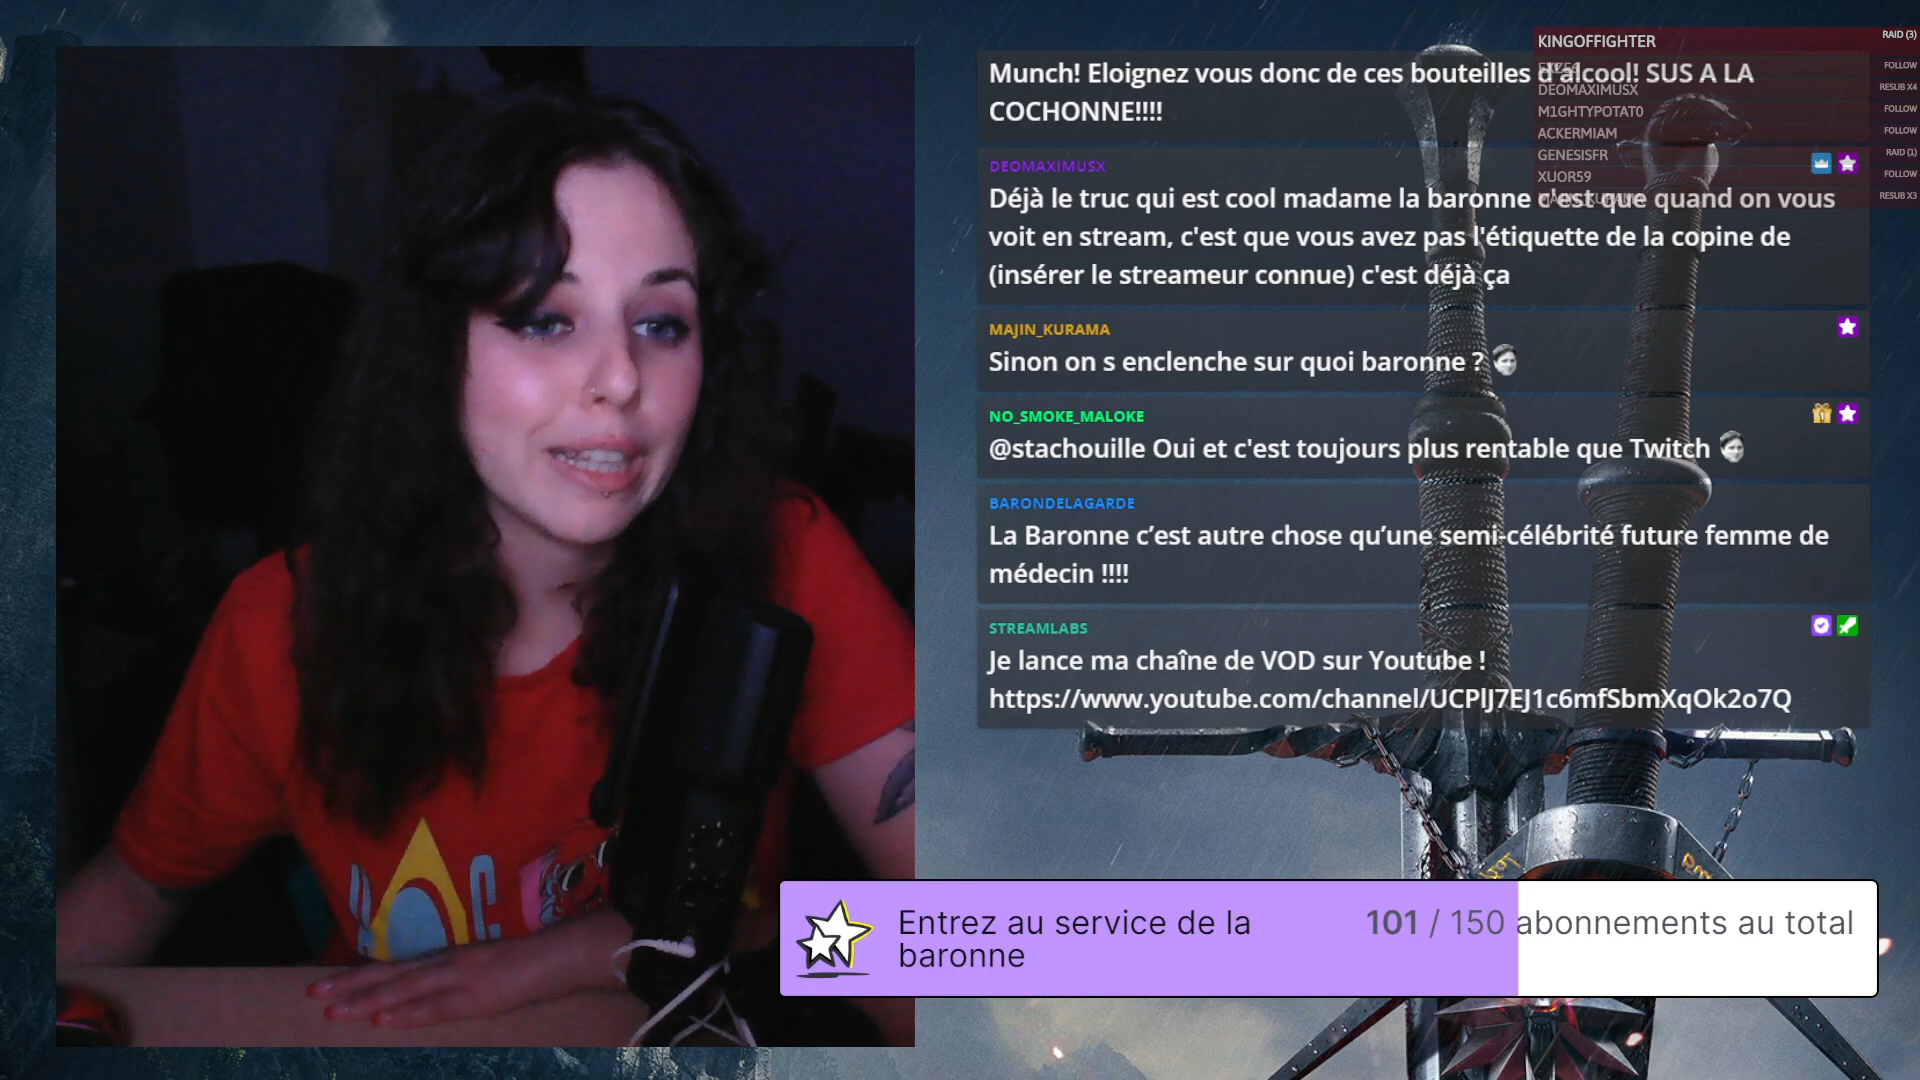 Munch! Eloignez vous donc de ces bouteilles d'alcool! SUS A LA
COCHONNE!!!!
DEOMAXIMUSX
Déjà le truc qui est cool madame la baronne c'est que quand on vous
voit en stream, c'est que vous avez pas l'étiquette de la copine de
(insérer le streameur connue) c'est déjà ça
MAJIN_KURAMA
Sinon on s enclenche sur quoi baronne ?
NO_SMOKE_MALOKE
@stachouille Oui et c'est toujours plus rentable que Twitch
BARONDELAGARDE
La Baronne c’est autre chose qu’une semi-célébrité future femme de
médecin !!!!
STREAMLABS
Je lance ma chaîne de VOD sur Youtube !
https://www.youtube.com/channel/UCPlJ7EJ1c6mfSbmXqOk2o7Q
KINGOFFIGHTER RAID (3)
FOLLOW
DEOMAXIMUSX RESUB X4
M1GHTYPOTAT0 FOLLOW
ACKERMIAM FOLLOW
GENESISFR RAID (1)
XUOR59 FOLLOW
RESUB X3
Entrez au service de la
baronne
101 / 150 abonnements au total